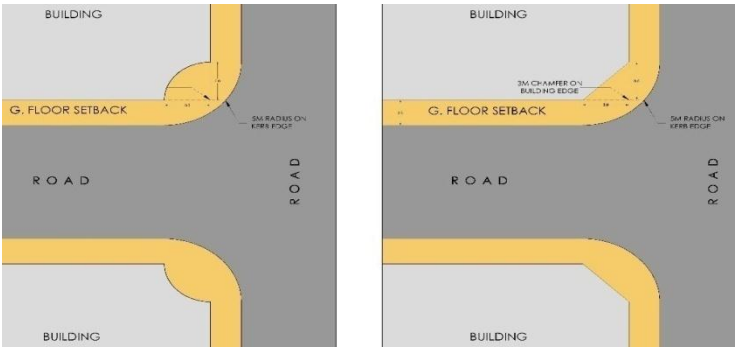 BUILDING
G. FLOOR SETBACK
5M RADIUS ON
KERB EDGE
ROAD
ROAD
BUILDING
BUILDING
3M CHAMFER ON
BUILDING EDGE
G. FLOOR SETBACK
5M RADIUS ON
KERB EDGE
ROAD
ROAD
BUILDING